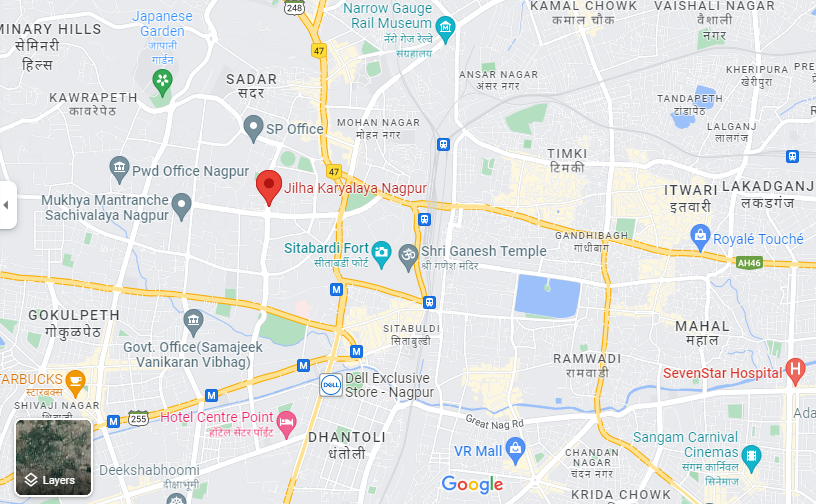 Japanese
Garden
जापानी
गार्डन
248
Narrow Gauge
Rail Museum
नॅरो गेज रेल्वे
संग्रहालय
KAMAL CHOWK
कमाल चौक
VAISHALI NAGAR
वैशाली
नगर
MINARY HILLS
सेमिनरी
हिल्स
47
SADAR
सदर
ANSAR NAGAR
अंसर नगर
KHERIPURA
खेरीपुरा
PRE
KAWRAPETH
कावरेपेठ
TANDAPETH
टांडापेठ
SP Office
MOHAN NAGAR
मोहन नगर
LALGANJ
लालगंज
TIMKI
टिमकी
Pwd Office Nagpur
47
Jilha Karyalaya Nagpur
ITWARI
इतवारी
LAKADGANJ
लकडगंज
Mukhya Mantranche
Sachivalaya Nagpur
Sitabardi Fort
सीताबर्डी फोर्ट
Shri Ganesh Temple
श्री गणेश मंदिर
GANDHIBAGH
गांधीबाग
Royalé Touché
AH46
M
GOKULPETH
गोकुळपेठ
SITABULDI
सिताबुल्डी
MAHAL
महाल
Govt. Office(Samajeek
Vanikaran Vibhag)
M
M
RAMWADI
रामवाडी
SevenStar Hospital
H
TARBUCKS
स्टारबक्स
DELL
Dell Exclusive
Store - Nagpur
M
SHIVAJI NAGAR
M
255
Hotel Centre Point
हॉटेल सेंटर पॉईंट
Great Nag Rd
Ada
DHANTOLI
धंतोली
VR Mall
Sangam Carnival
Cinemas
संगम कार्निवल
सिनेमाज
CHANDAN
NAGAR
चंदन नगर
Deekshabhoomi
दीक्षाभूमी
Layers
Google
KRIDA CHOWK